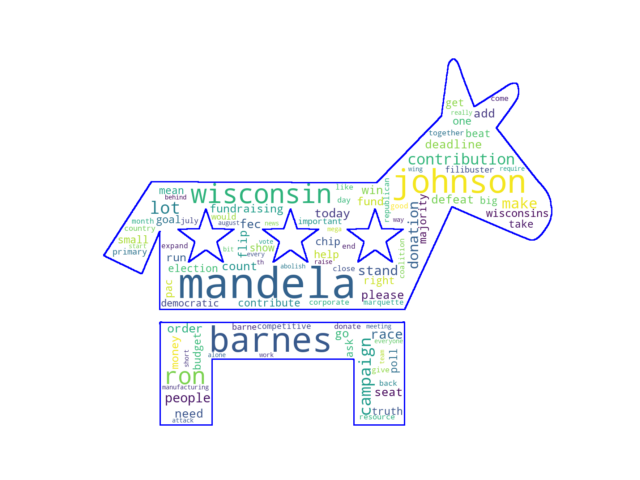 come
get
really
add
one
together beat
deadline
contribution
wing filibuster require
johnson
mean
behind
wisconsin
like
win
republican
defeat big make
day
fund
good
lot
fundraising
wisconsins
month goal july
would
today
majority
take
august fec news important
way
country
flip
mega
donation
small
start
show
vote
chip end
coalition
primary
expand
bit
every
help
run
th
raise
election count
abolish
close stand
pac
mandela
right
please
democratic
contribute
corporate
marquette
order
barne competitive
donate
meeting
barnes
go
race
money
budget
ask
everyone
short
alone
work
campaign
team
poll
ron
give
manufacturing
back
people
seat
need
truth
attack
resource